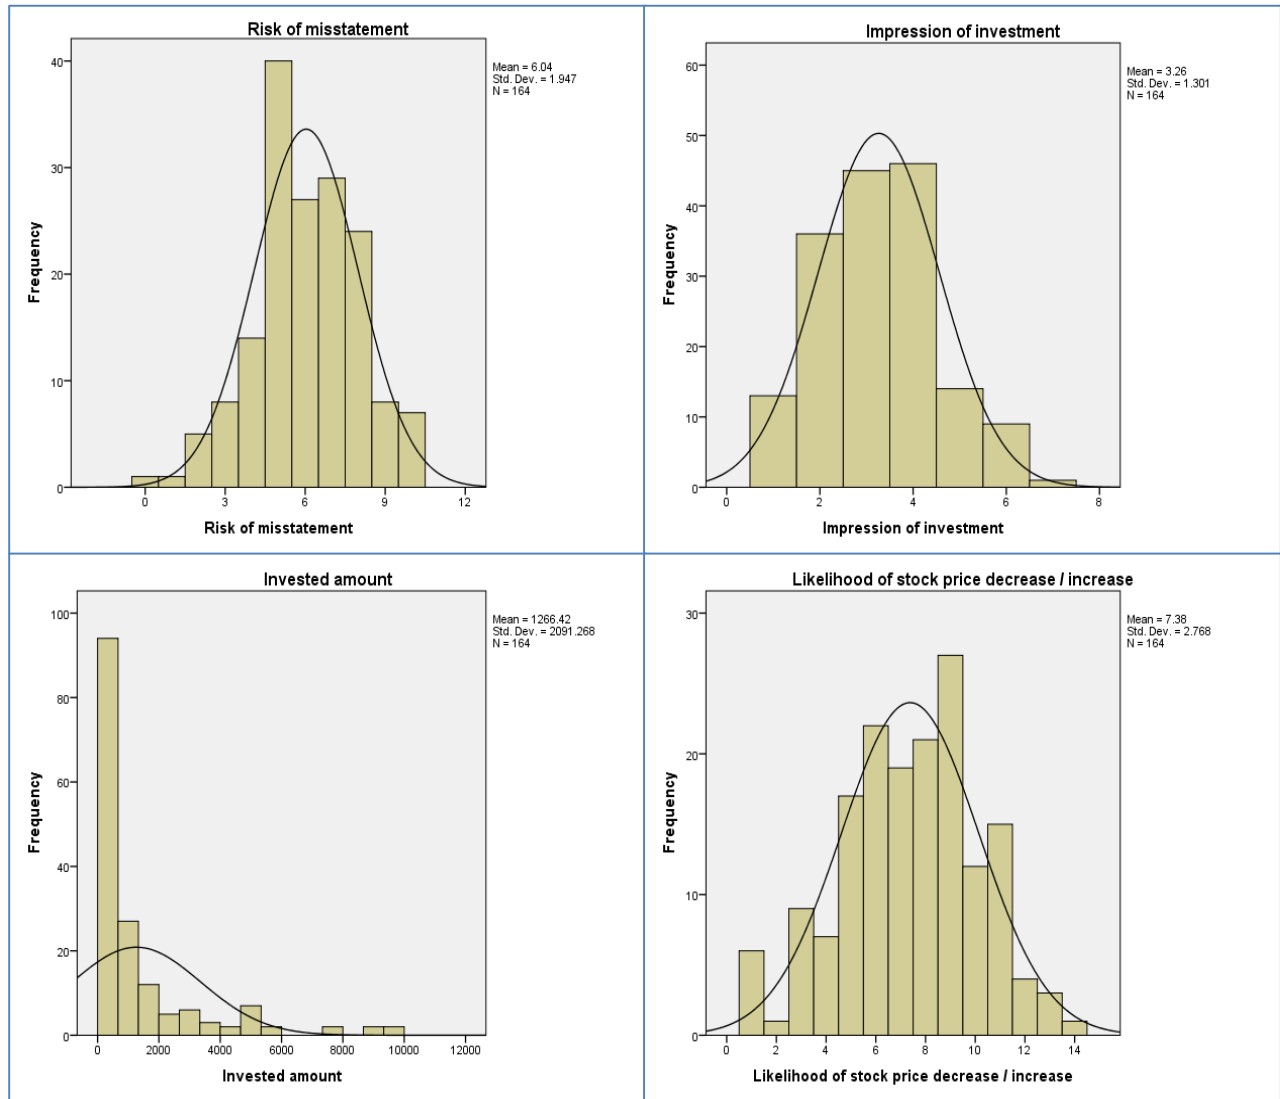 Risk of misstatement
Mean = 6.04
Std. Dev. = 1.947
N = 164
40
30
20
10
0
Frequency
0 3 6 9 12
Risk of misstatement
Impression of investment
Mean = 3.26
Std. Dev. = 1.301
N = 164
60
50
40
30
20
10
0
Frequency
0 2 4 6 8
Impression of investment
Invested amount
Mean = 1266.42
Std. Dev. = 2091.268
N = 164
100
80
60
40
20
0
Frequency
0 2000 4000 6000 8000 10000 12000
Invested amount
Likelihood of stock price decrease / increase
Mean = 7.38
Std. Dev. = 2.768
N = 164
30
20
10
0
Frequency
0 2 4 6 8 10 12 14
Likelihood of stock price decrease / increase